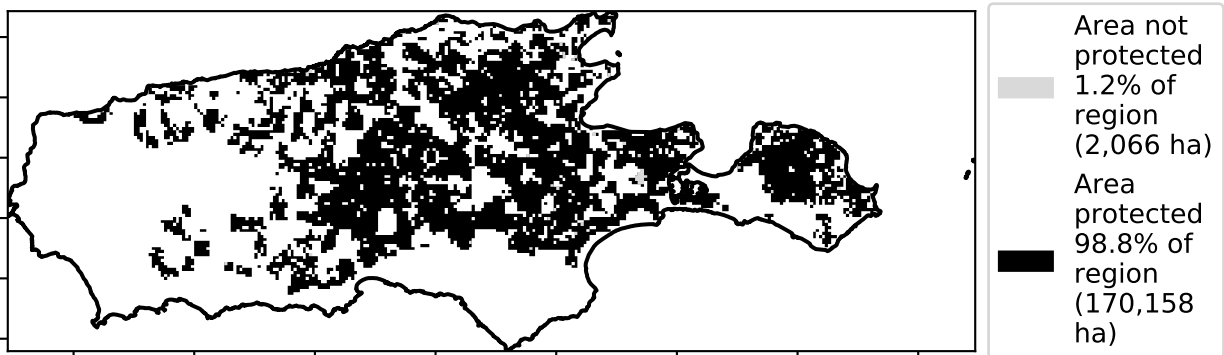 Area not
protected
1.2% of
region
(2,066 ha)
Area
protected
98.8% of
region
(170,158
ha)